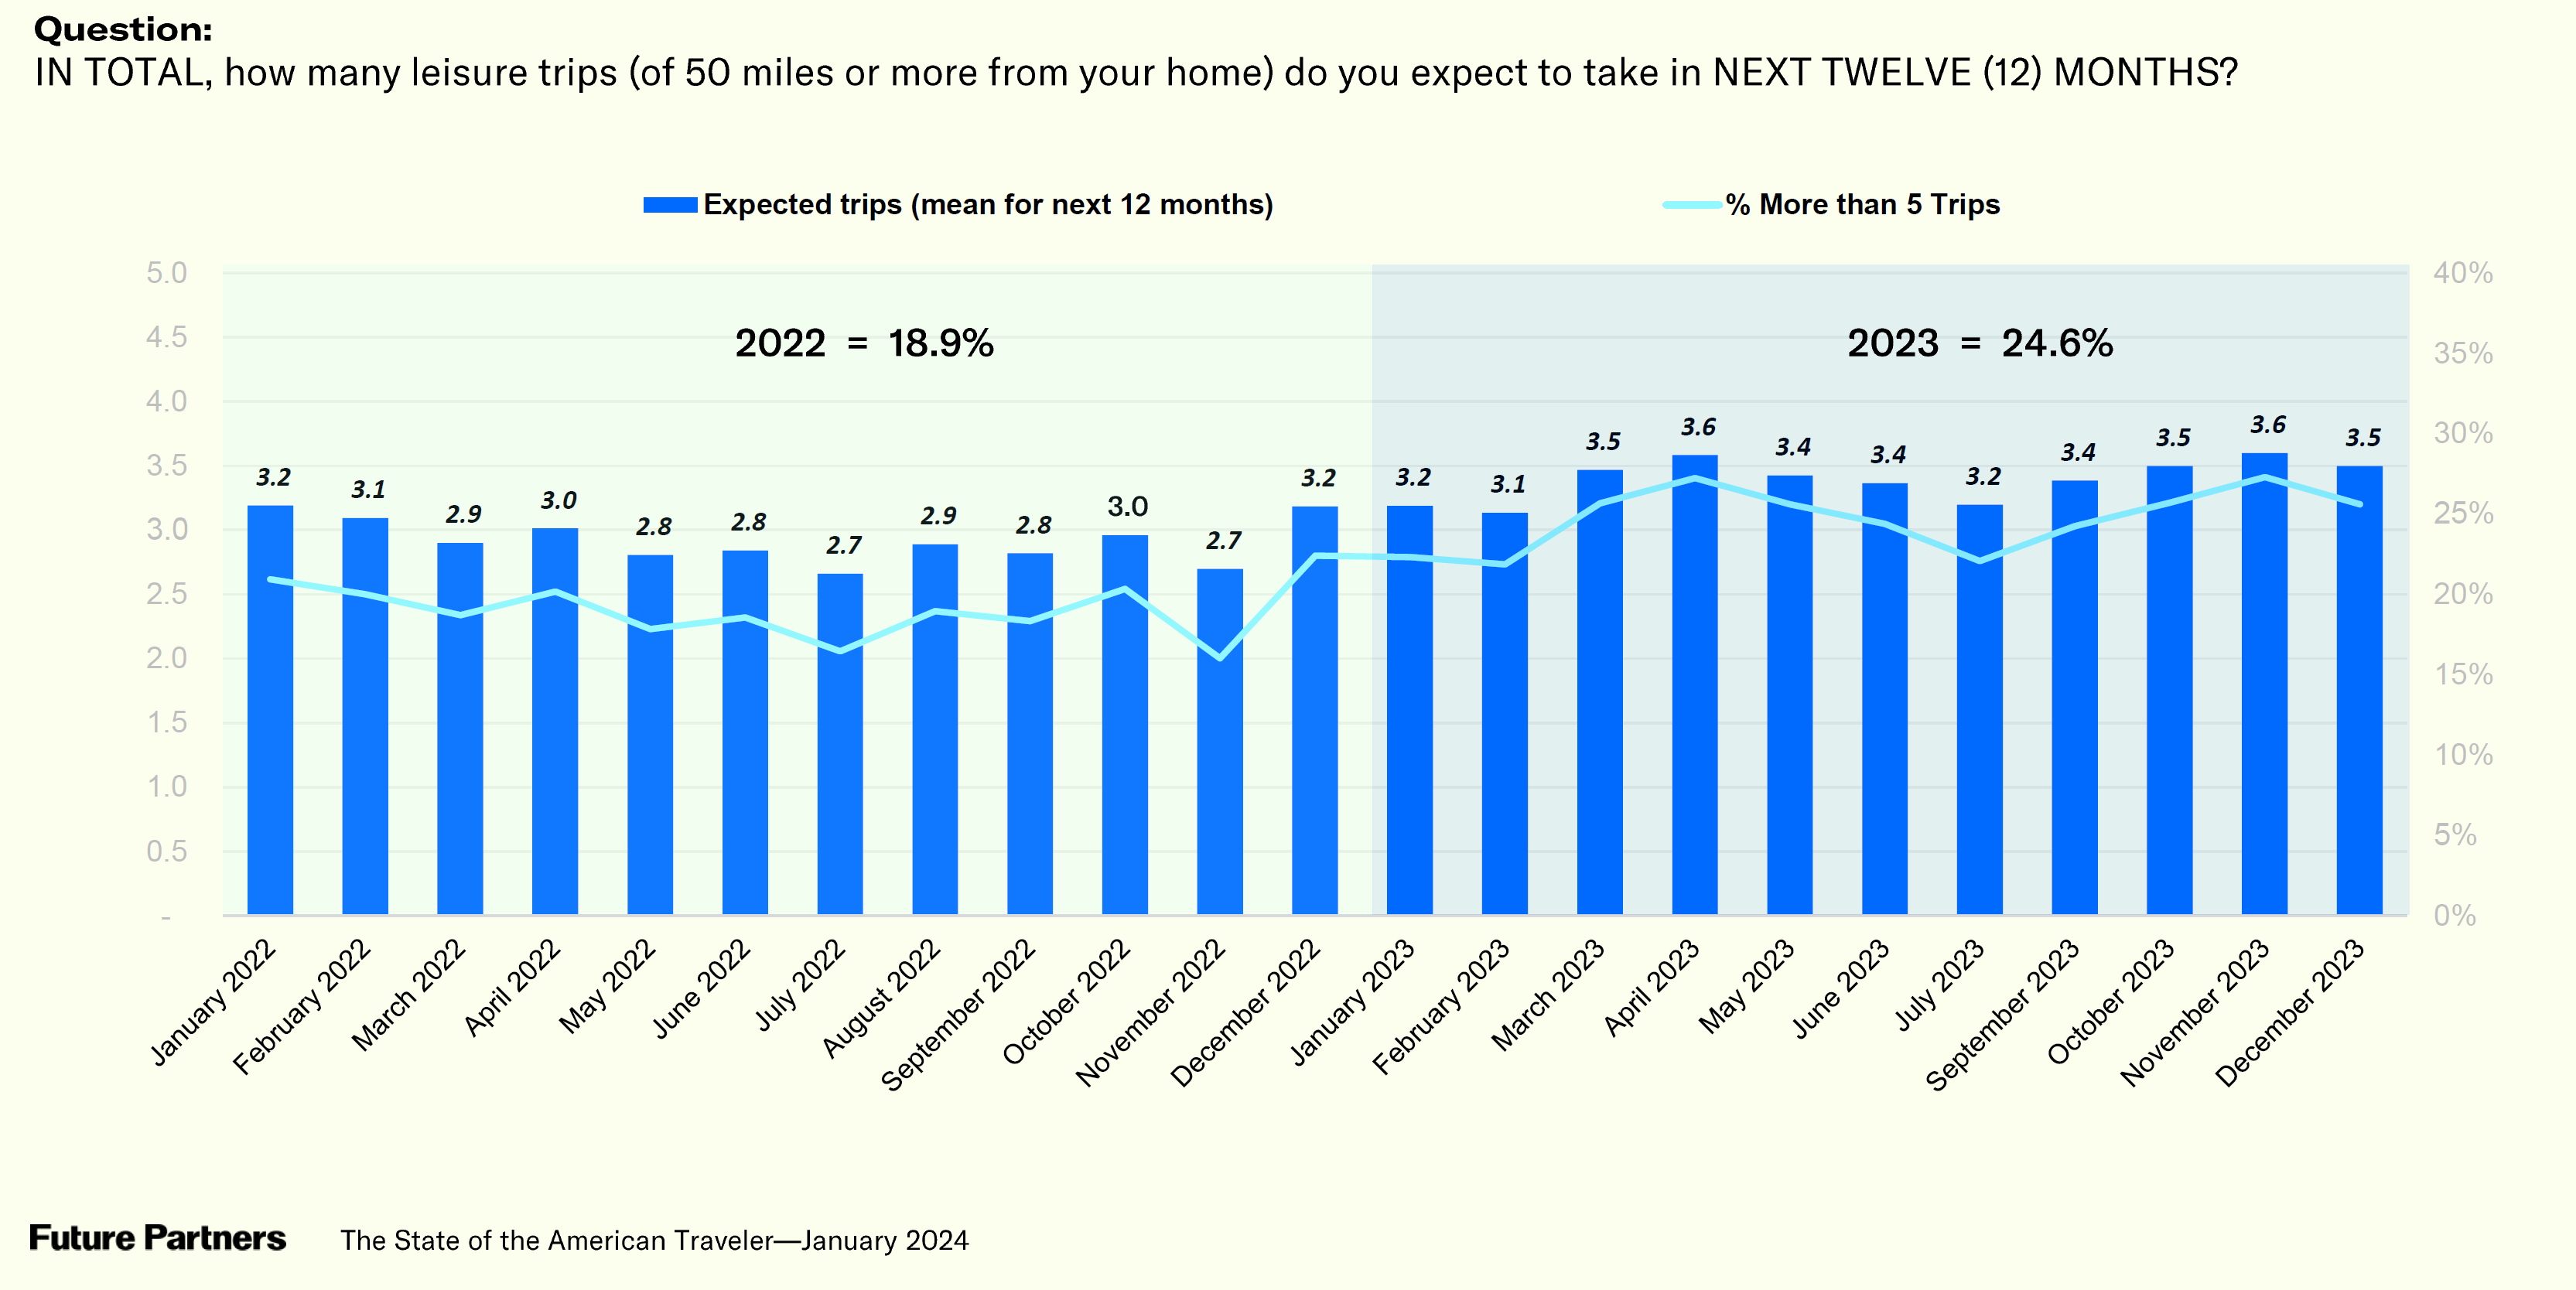 Question:
IN TOTAL, how many leisure trips (of 50 miles or more from your home) do you expect to take in NEXT TWELVE (12) MONTHS?
Expected trips (mean for next 12 months)
% More than 5 Trips
5.0
4.5
4.0
3.5
3.0
2.5
2.0
1.5
1.0
0.5
-
2022 = 18.9%
2023 = 24.6%
3.2
3.1
2.9
3.0
2.8
2.8
2.7
2.9
2.8
3.0
2.7
3.2
3.2
3.1
3.5
3.6
3.4
3.4
3.2
3.4
3.5
3.6
3.5
40%
35%
30%
25%
20%
15%
10%
5%
0%
January 2022
February 2022
March 2022
April 2022
May 2022
June 2022
July 2022
August 2022
September 2022
October 2022
November 2022
December 2022
January 2023
February 2023
March 2023
April 2023
May 2023
June 2023
July 2023
September 2023
October 2023
November 2023
December 2023
Future Partners
The State of the American Traveler—January 2024